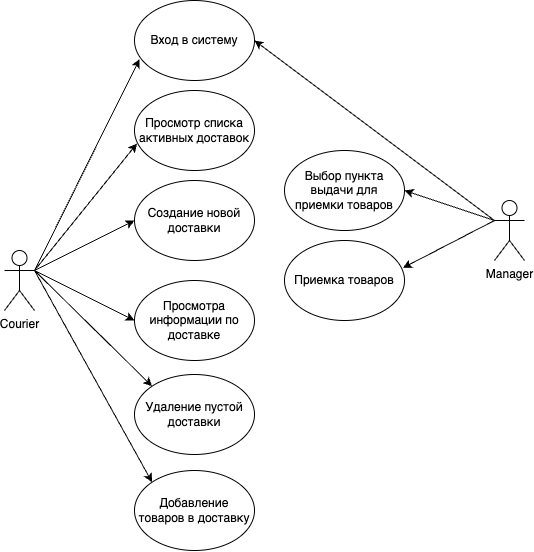 Вход в систему
Просмотр списка
активных доставок
Выбор пункта
выдачи для
приемки товаров
Создание новой
доставки
Manager
Приемка товаров
Courier
Просмотра
информации по
доставке
Удаление пустой
доставки
Добавление
товаров в доставку